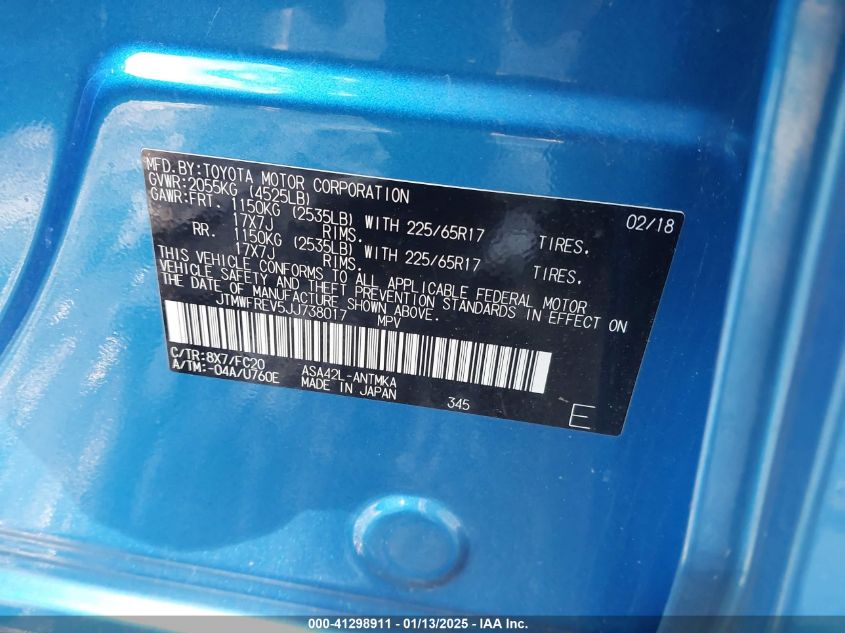 MFD.BY:TOYOTA MOTOR CORPORATION 02/18
GVWR:2055KG (4525LB)
GAWR:FRT. 1150KG (2535LB) WITH 225/65R17 TIRES,
17X7J RIMS.
RR. 1150KG (2535LB) WITH 225/65R17 TIRES,
17X7J RIMS.
THIS VEHICLE CONFORMS TO ALL APPLICABLE FEDERAL MOTOR
VEHICLE SAFETY AND THEFT PREVENTION STANDARDS IN EFFECT ON
THE DATE OF MANUFACTURE SHOWN ABOVE.
JTMWFREV5JJ738017 MPV
C/TR:8X7/FC20 ASA42L-ANTMKA
A/TM:-04A/U760E MADE IN JAPAN 345 E
000-41298911 - 01/13/2025 - IAA Inc.